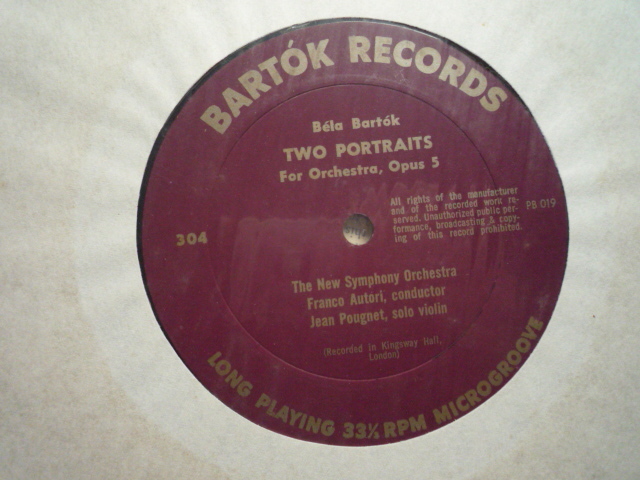 BARTÓK RECORDS
Béla Bartók
TWO PORTRAITS
For Orchestra, Opus 5
All rights of the manufacturer
and of the recorded work re-
served. Unauthorized public per-
formance, broadcasting & copy-
ing of this record prohibited.
PB 019
304
The New Symphony Orchestra
Franco Autori, conductor
Jean Pougnet, solo violin
(Recorded in Kingsway Hall,
London)
LONG PLAYING 33⅓ RPM MICROGROOVE